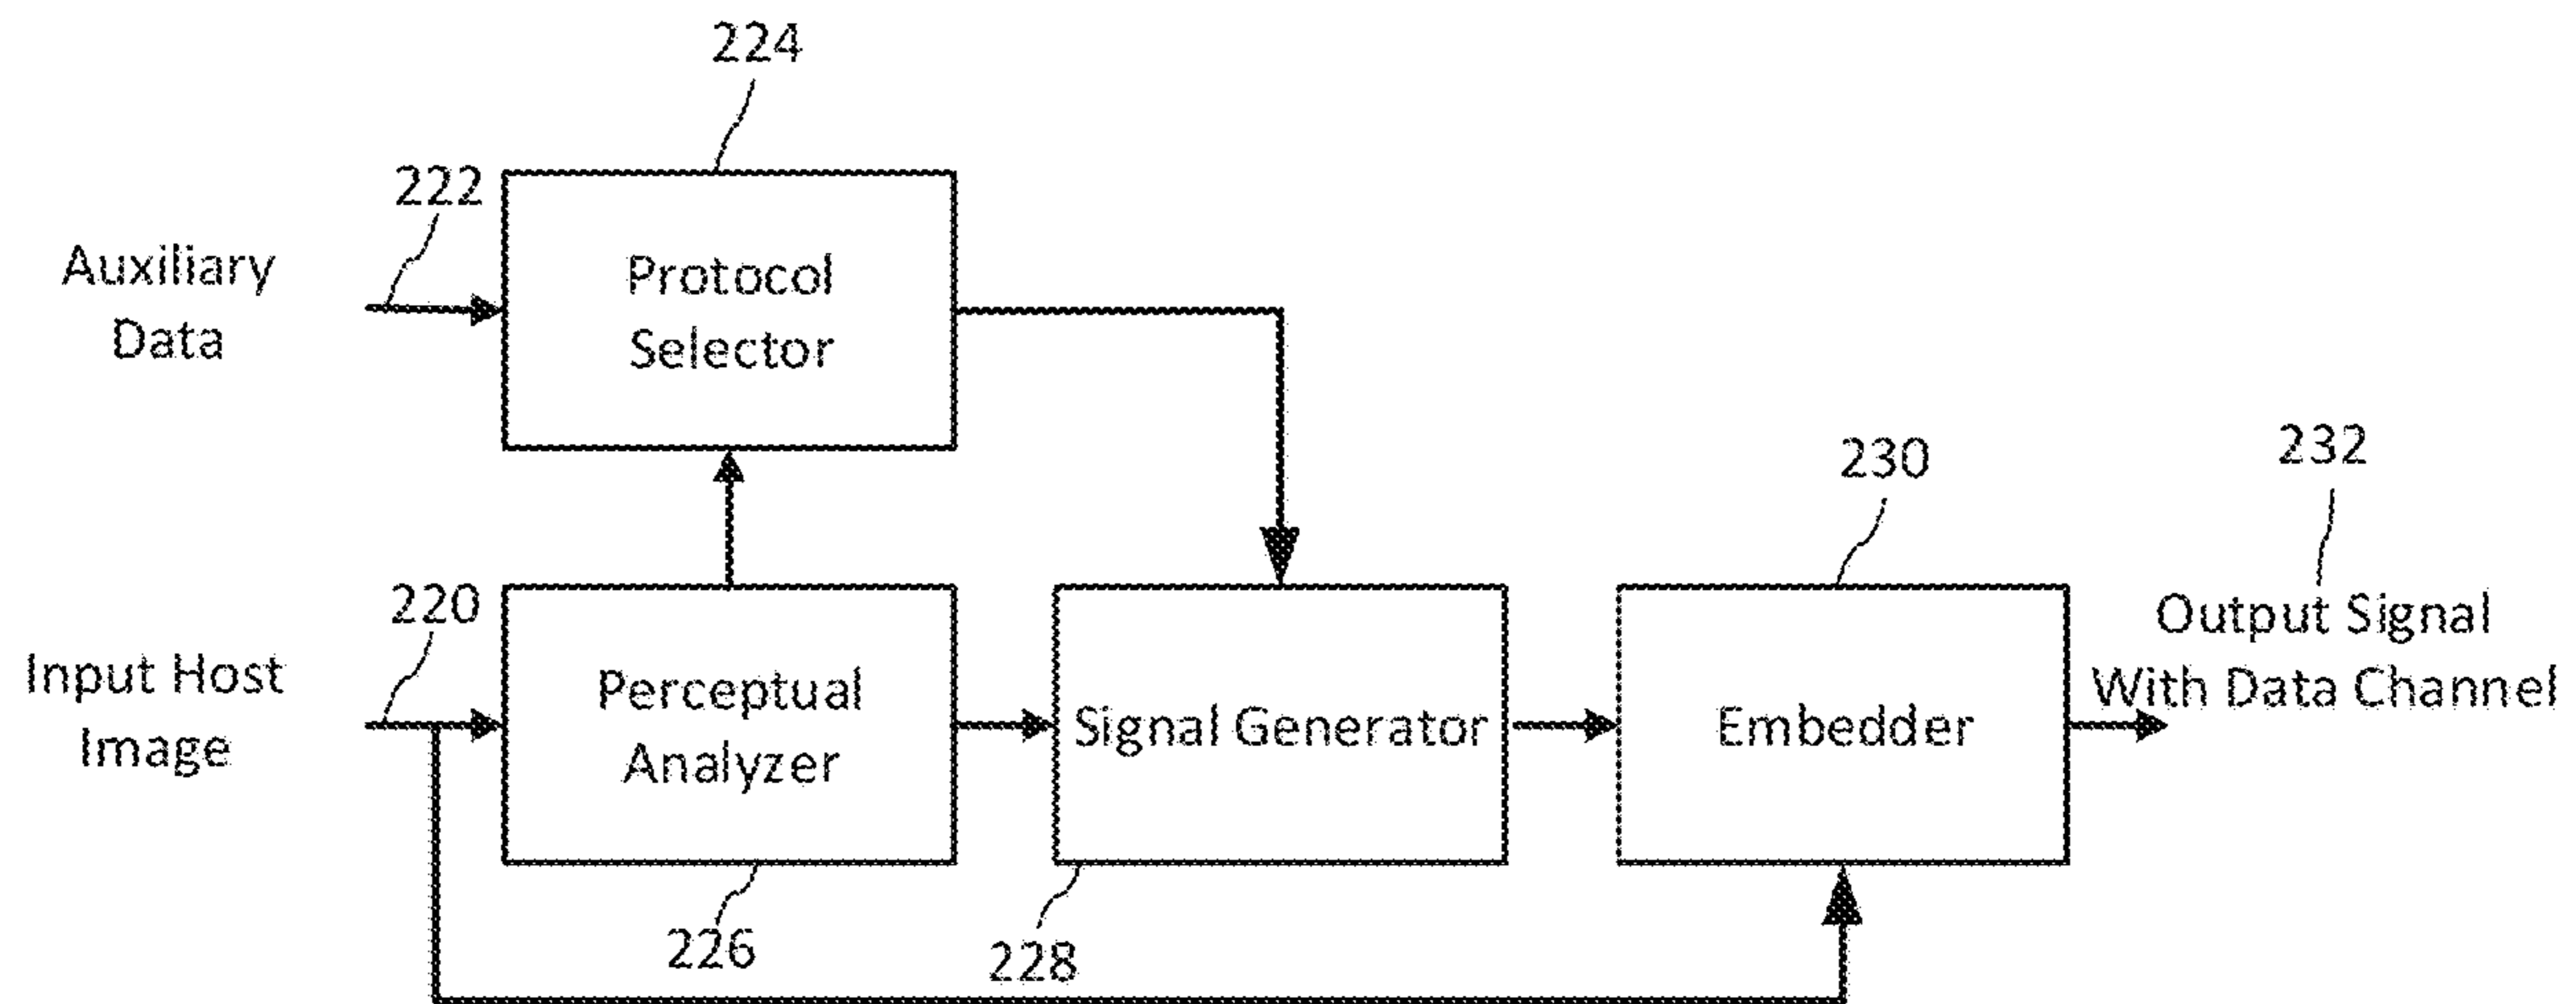 224
222
Auxiliary
Data
Protocol
Selector
230
232
220
Input Host
Image
Perceptual
Analyzer
Signal Generator
Embedder
Output Signal
With Data Channel
226
228